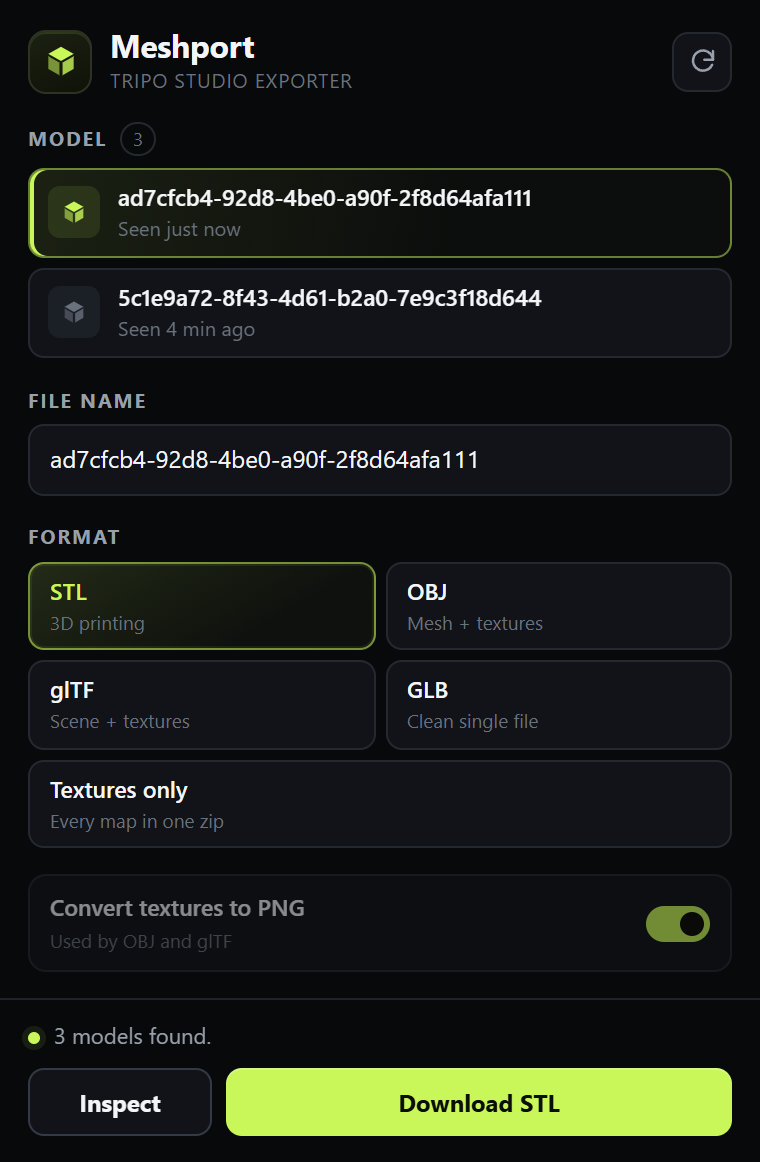 Meshport
TRIPO STUDIO EXPORTER
MODEL 3
ad7cfcb4-92d8-4be0-a90f-2f8d64afa111
Seen just now
5c1e9a72-8f43-4d61-b2a0-7e9c3f18d644
Seen 4 min ago
FILE NAME
ad7cfcb4-92d8-4be0-a90f-2f8d64afa111
FORMAT
STL
3D printing
OBJ
Mesh + textures
glTF
Scene + textures
GLB
Clean single file
Textures only
Every map in one zip
Convert textures to PNG
Used by OBJ and glTF
3 models found.
Inspect
Download STL